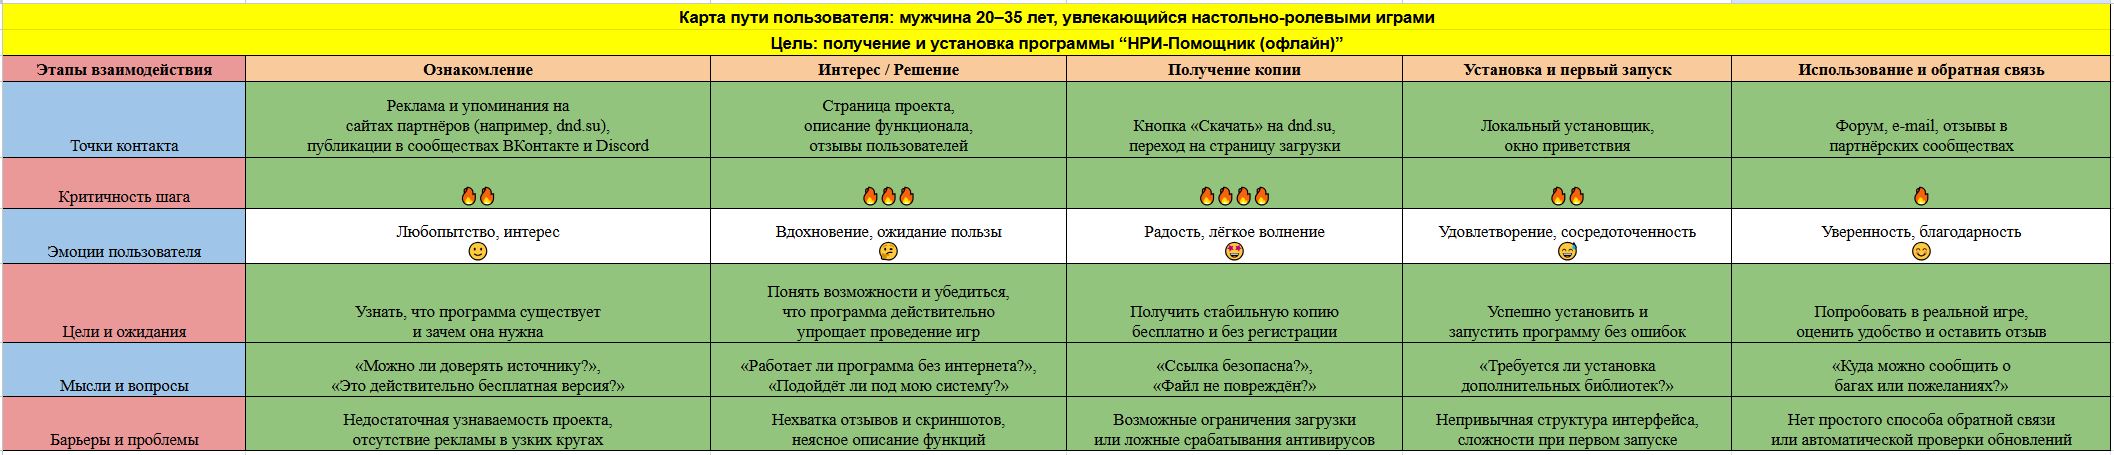 Карта пути пользователя: мужчина 20–35 лет, увлекающийся настольно-ролевыми играми
Цель: получение и установка программы “НРИ-Помощник (офлайн)”
Этапы взаимодействия
Ознакомление
Интерес / Решение
Получение копии
Установка и первый запуск
Использование и обратная связь
Точки контакта
Реклама и упоминания на
сайтах партнёров (например, dnd.su),
публикации в сообществах ВКонтакте и Discord
Страница проекта,
описание функционала,
отзывы пользователей
Кнопка «Скачать» на dnd.su,
переход на страницу загрузки
Локальный установщик,
окно приветствия
Форум, e-mail, отзывы в
партнёрских сообществах
Критичность шага
🔥🔥
🔥🔥🔥
🔥🔥🔥🔥
🔥🔥
🔥
Эмоции пользователя
Любопытство, интерес
🙂
Вдохновение, ожидание пользы
🤔
Радость, лёгкое волнение
🤩
Удовлетворение, сосредоточенность
😅
Уверенность, благодарность
😊
Цели и ожидания
Узнать, что программа существует
и зачем она нужна
Понять возможности и убедиться,
что программа действительно
упрощает проведение игр
Получить стабильную копию
бесплатно и без регистрации
Успешно установить и
запустить программу без ошибок
Попробовать в реальной игре,
оценить удобство и оставить отзыв
Мысли и вопросы
«Можно ли доверять источнику?»,
«Это действительно бесплатная версия?»
«Работает ли программа без интернета?»,
«Подойдёт ли под мою систему?»
«Ссылка безопасна?»,
«Файл не повреждён?»
«Требуется ли установка
дополнительных библиотек?»
«Куда можно сообщить о
багах или пожеланиях?»
Барьеры и проблемы
Недостаточная узнаваемость проекта,
отсутствие рекламы в узких кругах
Нехватка отзывов и скриншотов,
неясное описание функций
Возможные ограничения загрузки
или ложные срабатывания антивирусов
Непривычная структура интерфейса,
сложности при первом запуске
Нет простого способа обратной связи
или автоматической проверки обновлений